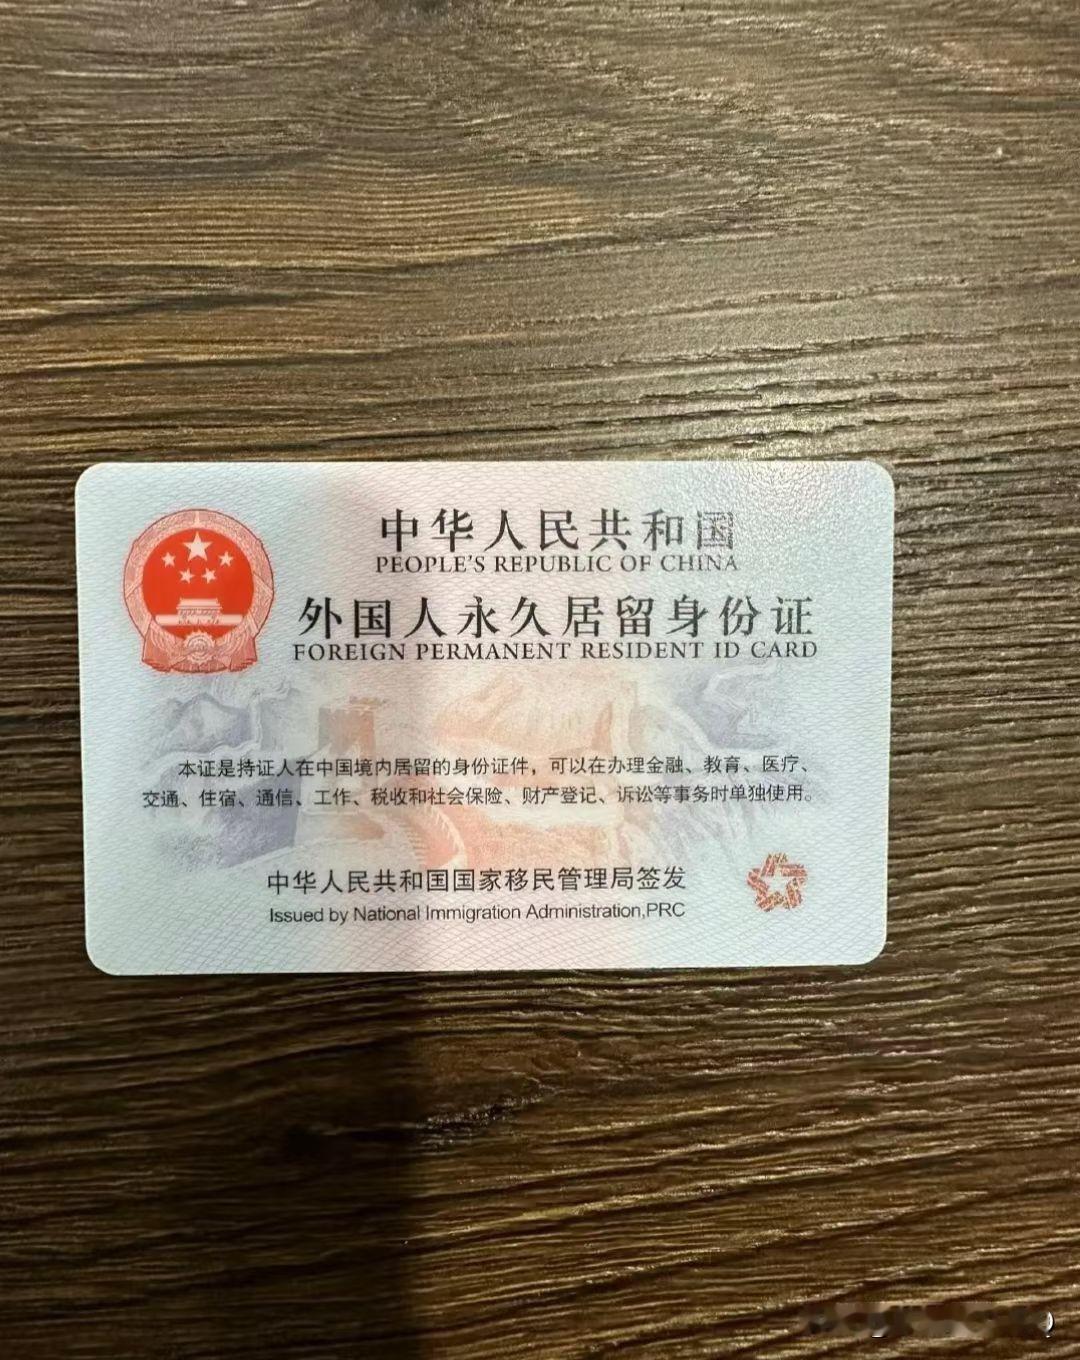 中华人民共和国
PEOPLE'S REPUBLIC OF CHINA
外国人永久居留身份证
FOREIGN PERMANENT RESIDENT ID CARD
本证是持证人在中国境内居留的身份证件，可以在办理金融、教育、医疗、
交通、住宿、通信、工作、税收和社会保险、财产登记、诉讼等事务时单独使用。
中华人民共和国国家移民管理局签发
Issued by National Immigration Administration,PRC